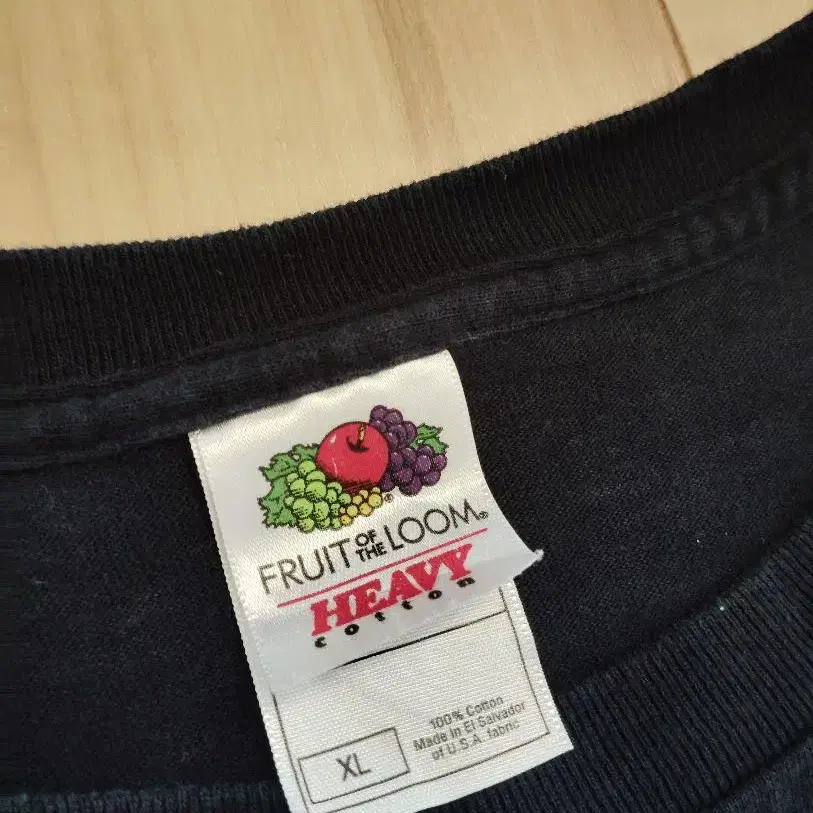 FRUIT OF THE LOOM®
HEAVY
cotton
XL
100% Cotton
Made in El Salvador
of U.S.A. fabric